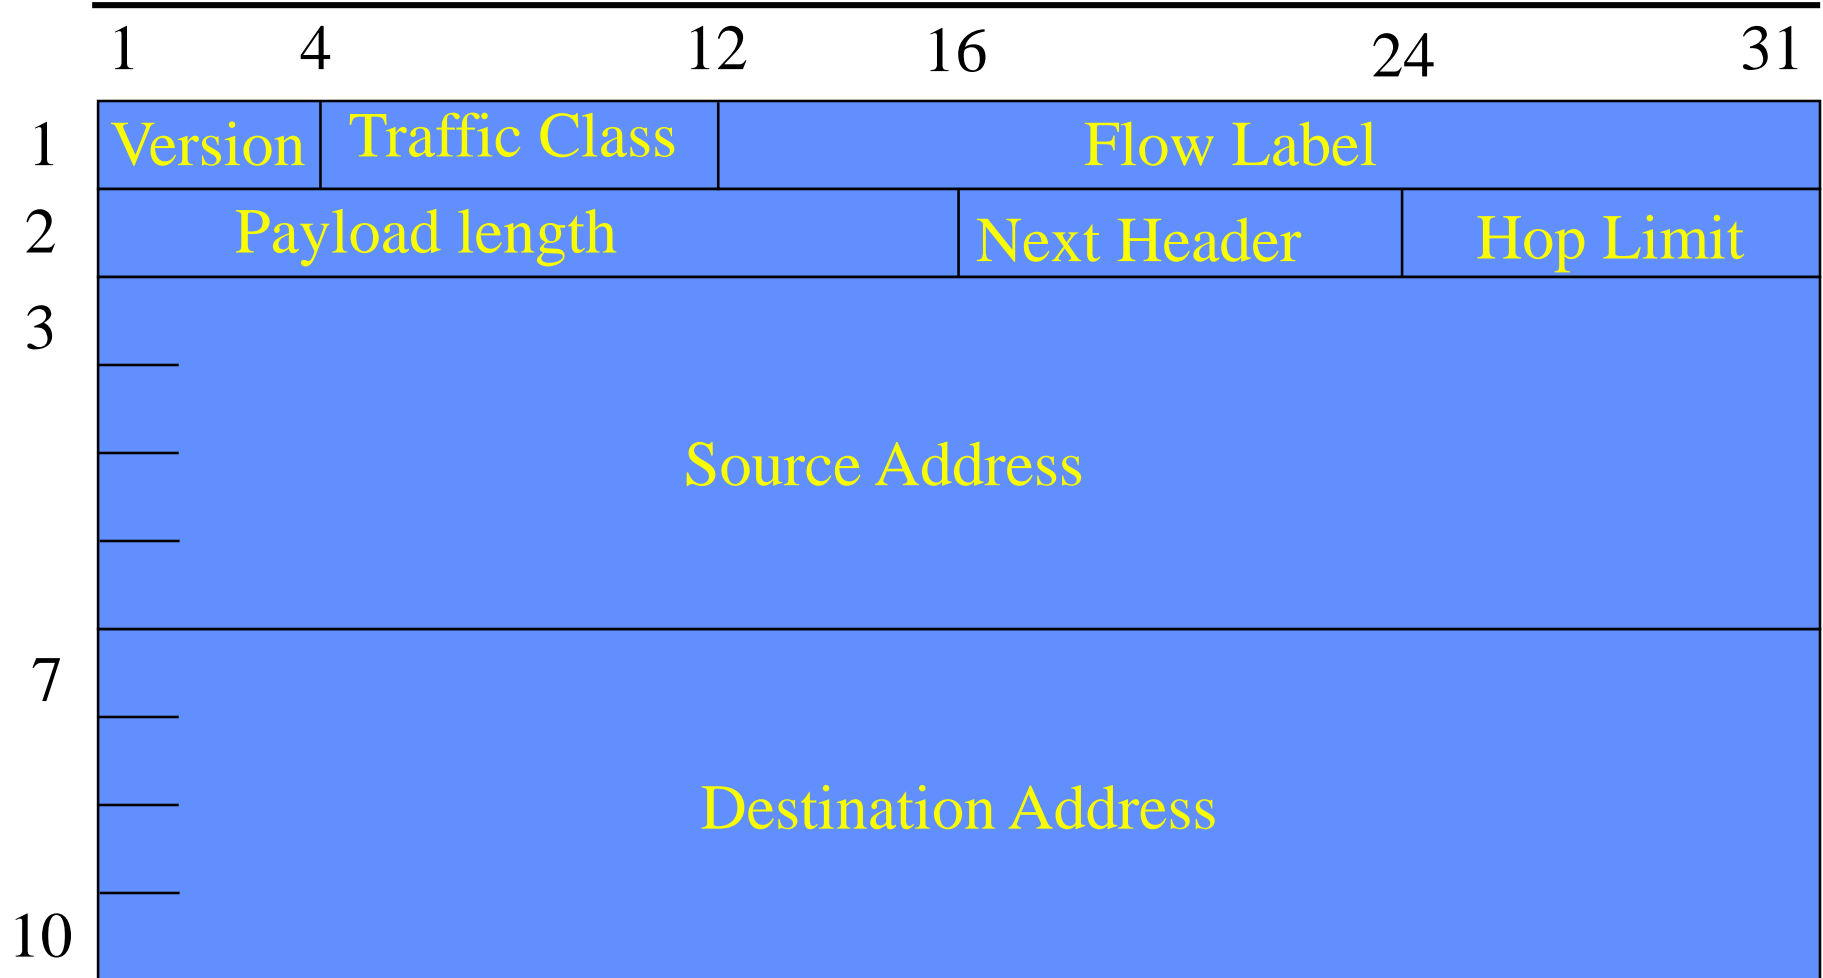 1 4 12 16 24 31
1 Version Traffic Class Flow Label
2 Payload length Next Header Hop Limit
3
Source Address
7
Destination Address
10